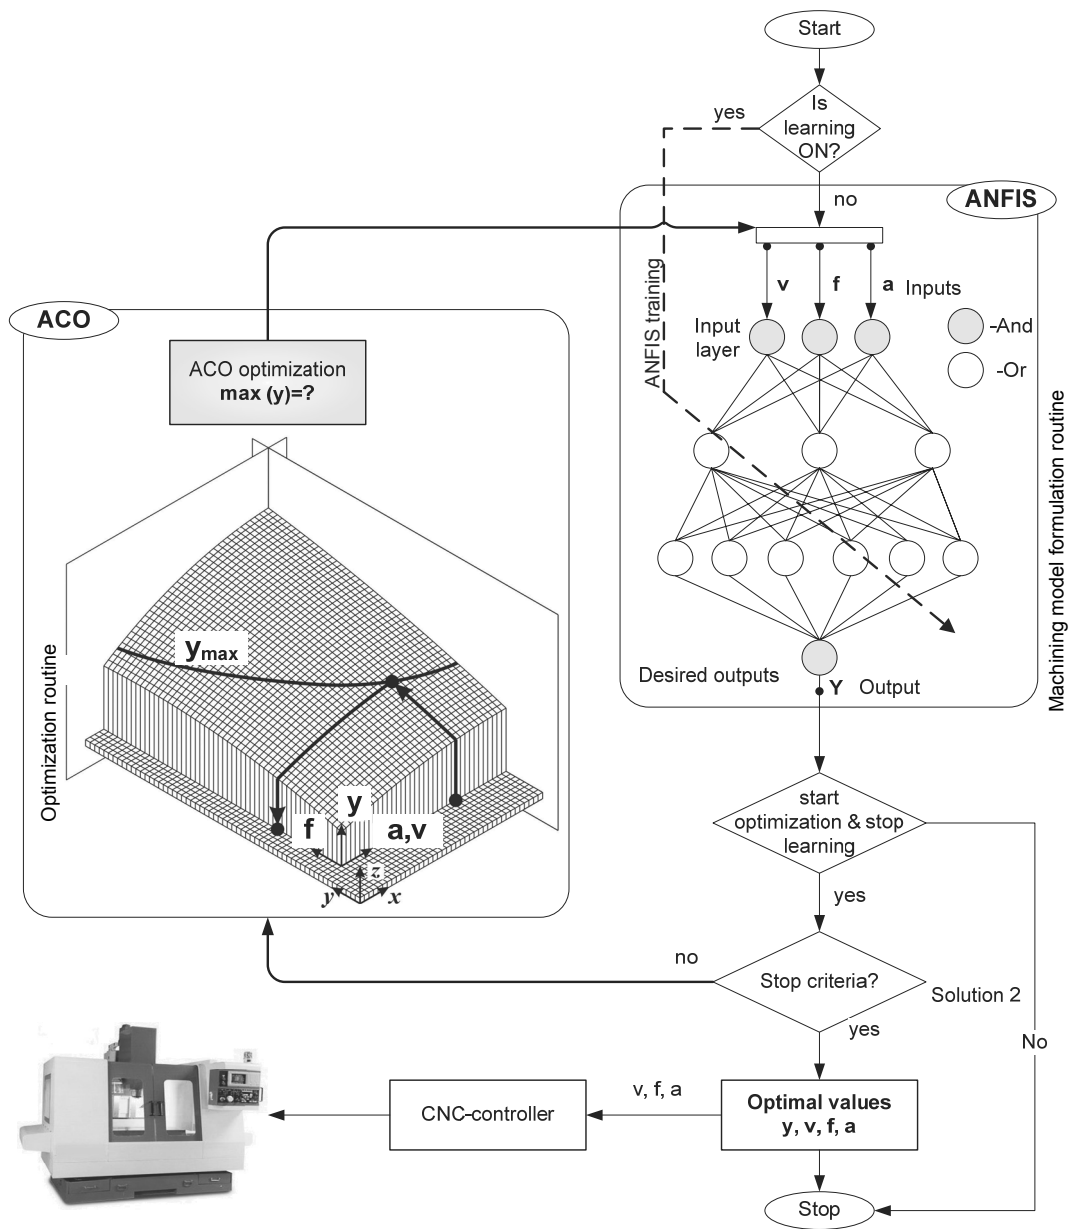 Start
yes
Is
learning
ON?
no
ANFIS
ANFIS training
v
f
a
Inputs
Input
layer
-And
-Or
Machining model formulation routine
Desired outputs
Y
Output
ACO
ACO optimization
max (y)=?
Optimization routine
ymax
y
f
a,v
z
y
x
start
optimization & stop
learning
yes
no
Stop criteria?
Solution 2
yes
No
v, f, a
CNC-controller
Optimal values
y, v, f, a
Stop